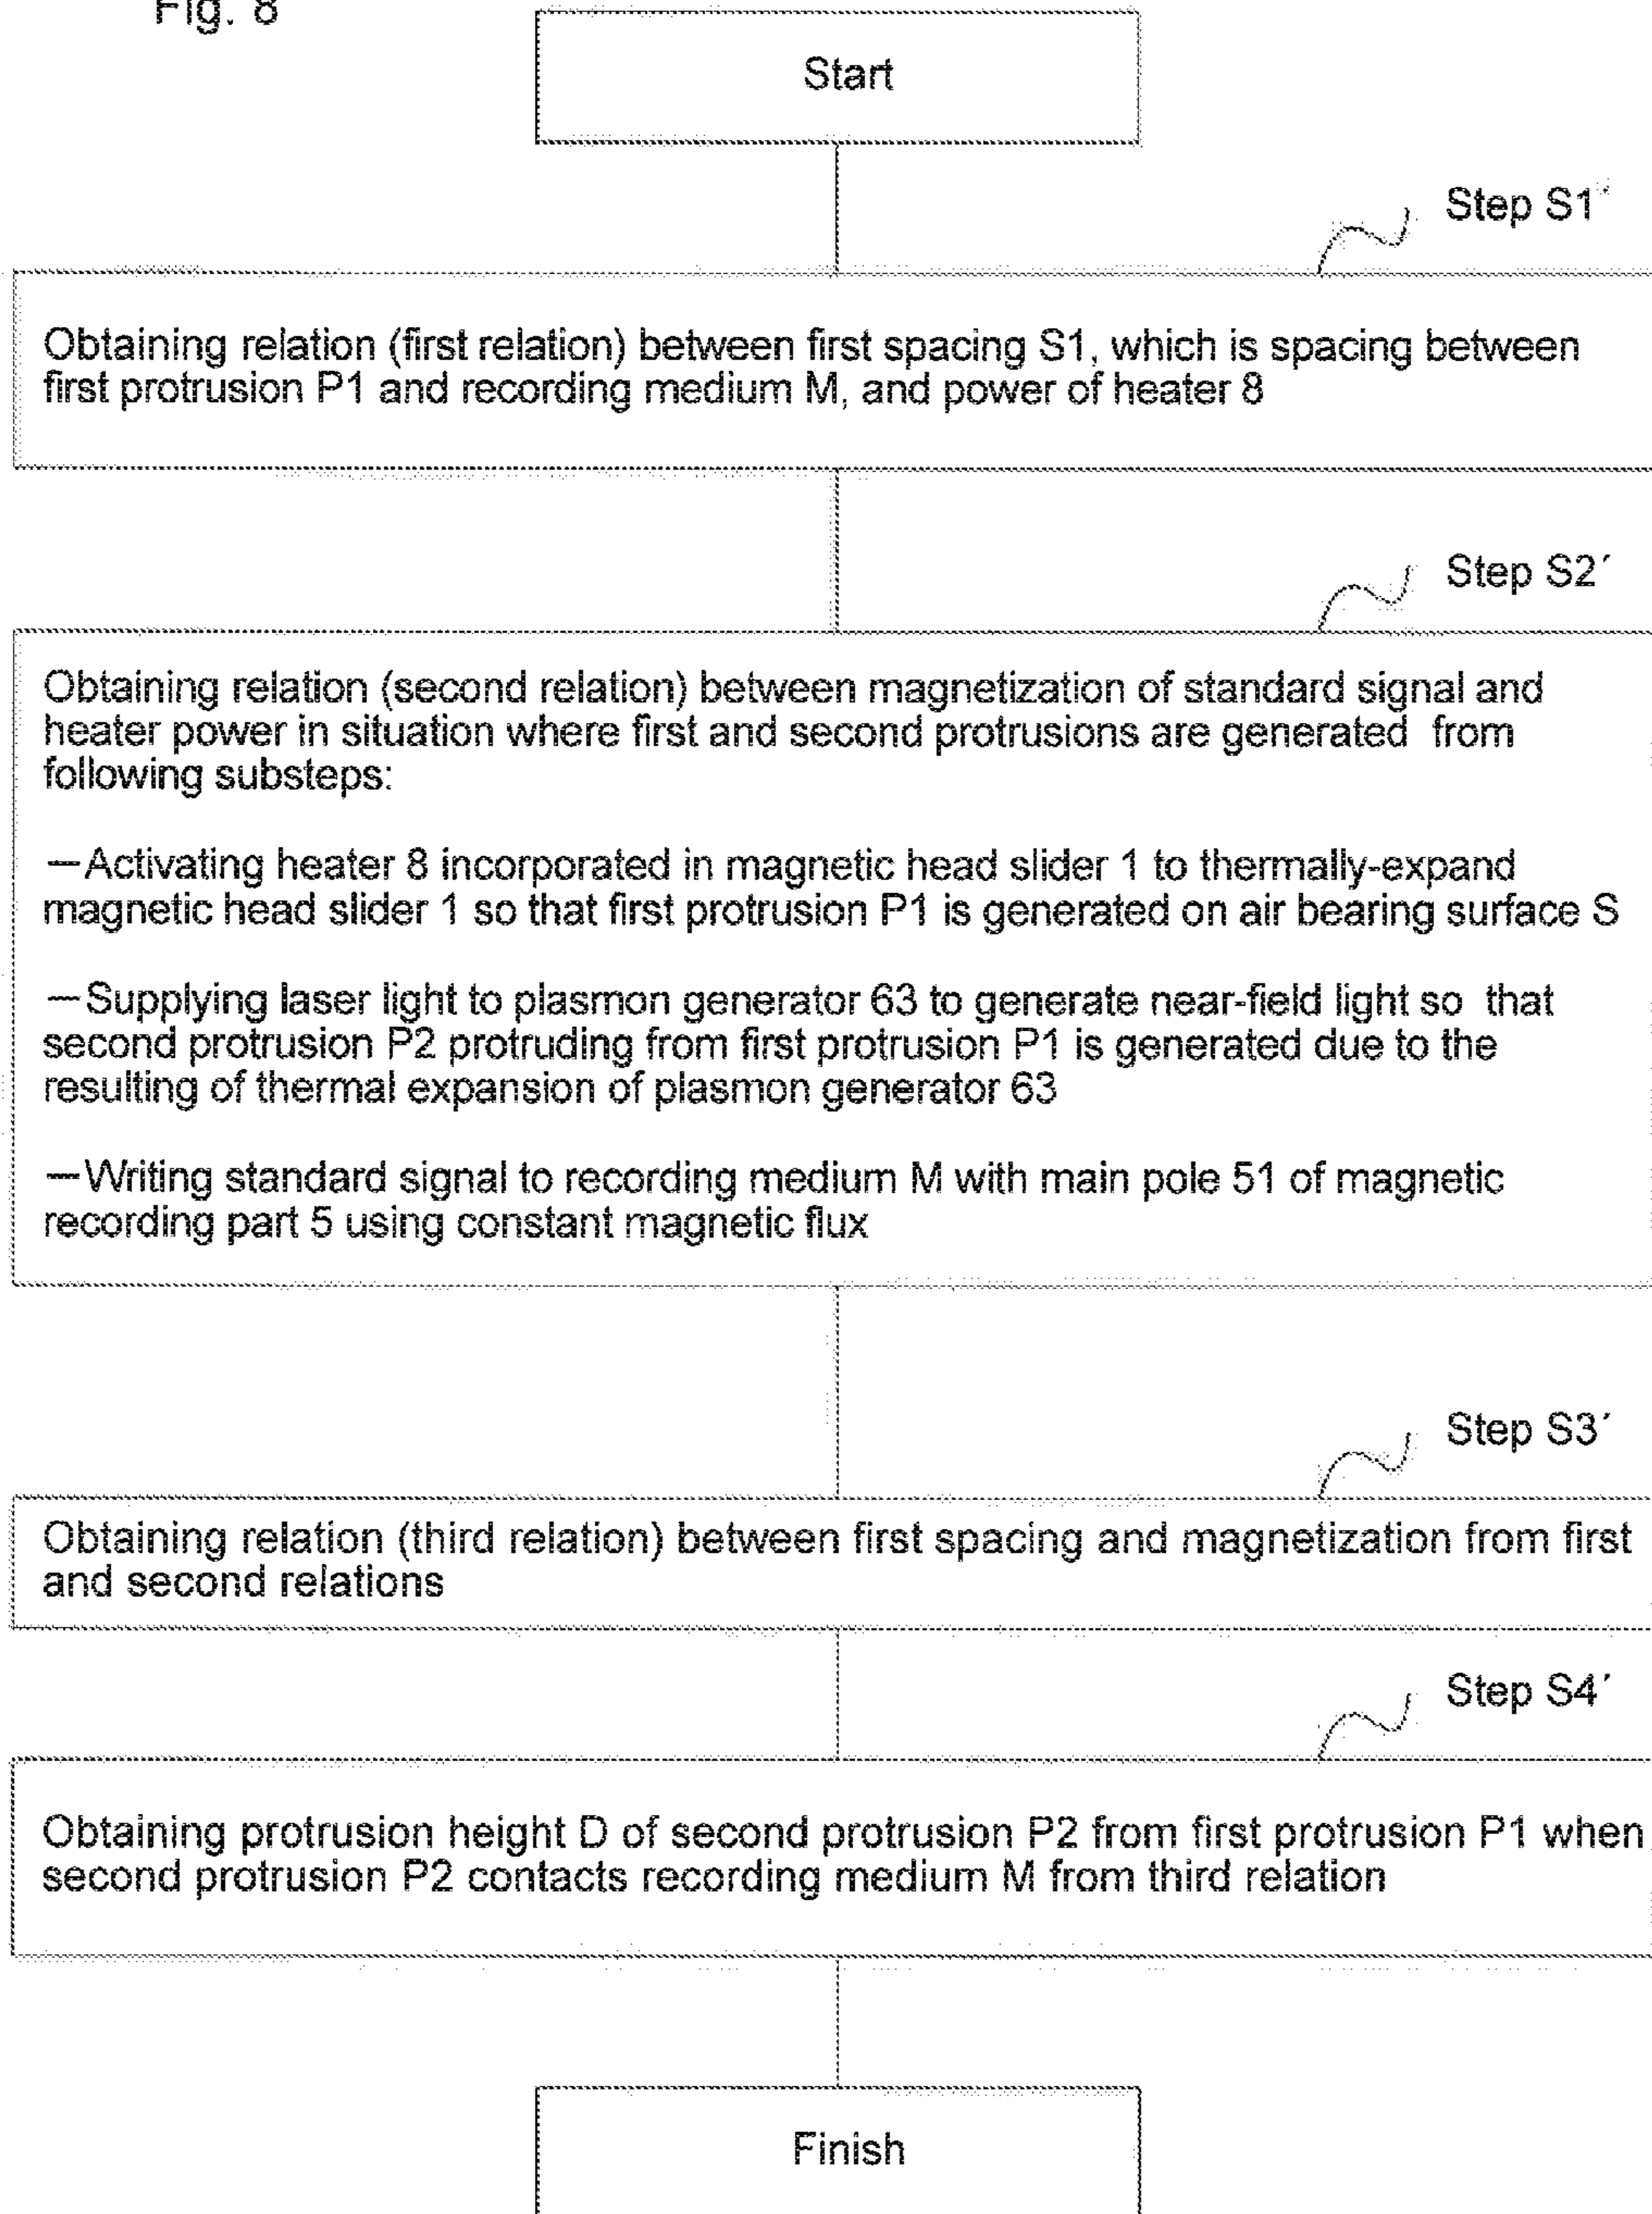 Fig. 8
Start
Step S1´
Obtaining relation (first relation) between first spacing S1, which is spacing between
first protrusion P1 and recording medium M, and power of heater 8
Step S2´
Obtaining relation (second relation) between magnetization of standard signal and
heater power in situation where first and second protrusions are generated from
following substeps:
—Activating heater 8 incorporated in magnetic head slider 1 to thermally-expand
magnetic head slider 1 so that first protrusion P1 is generated on air bearing surface S
—Supplying laser light to plasmon generator 63 to generate near-field light so that
second protrusion P2 protruding from first protrusion P1 is generated due to the
resulting of thermal expansion of plasmon generator 63
—Writing standard signal to recording medium M with main pole 51 of magnetic
recording part 5 using constant magnetic flux
Step S3´
Obtaining relation (third relation) between first spacing and magnetization from first
and second relations
Step S4´
Obtaining protrusion height D of second protrusion P2 from first protrusion P1 when
second protrusion P2 contacts recording medium M from third relation
Finish